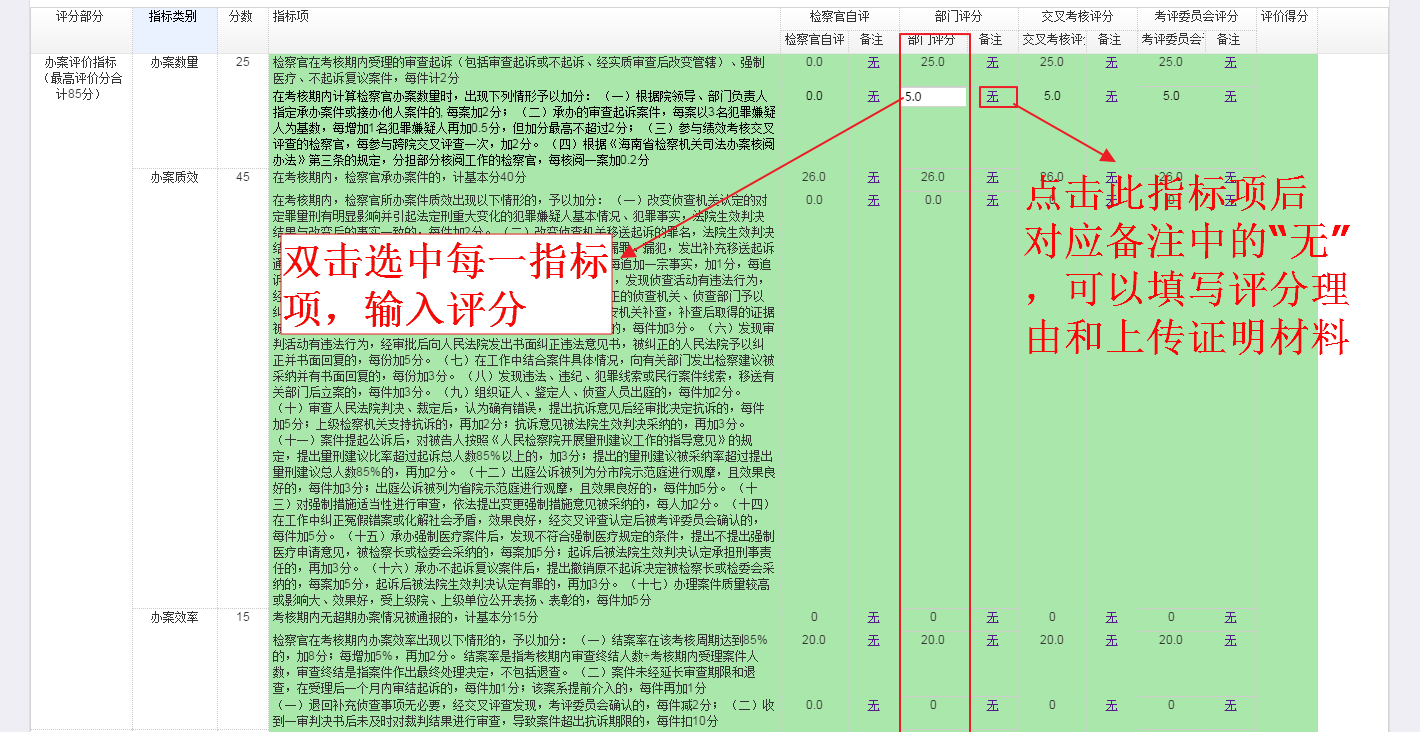 评分部分 指标类别 分数 指标项 检察官自评 部门评分 交叉考核评分 考评委员会评分 评价得分
检察官自评 备注 部门评分 备注 交叉考核评分 备注 考评委员会 备注
办案评价指标 办案数量 25 检察官在考核期内受理的审查起诉（包括审查起诉或不起诉、经实质审查后改变管辖）、强制 0.0 无 25.0 无 25.0 无 25.0 无
（最高评价分合 医疗、不起诉复议案件，每件计2分
计85分）
在考核期内计算检察官办案数量时，出现下列情形予以加分：（一）根据院领导、部门负责人 0.0 无 5.0 无 5.0 无 5.0 无
指定承办案件或接办他人案件的, 每案加2分；（二）承办的审查起诉案件，每案以3名犯罪嫌疑
人为基数，每增加1名犯罪嫌疑人再加0.5分，但加分最高不超过2分；（三）参与绩效考核交叉
评查的检察官，每参与跨院交叉评查一次，加2分。（四）根据《海南省检察机关司法办案核阅
办法》第三条的规定，分担部分核阅工作的检察官，每核阅一案加0.2分
办案质效 45 在考核期内，检察官承办案件的，计基本分40分 26.0 无 26.0 无 26.0 无 26.0 无
在考核期内，检察官所办案件质效出现以下情形的，予以加分：（一）改变侦查机关认定的对 0.0 无 0.0 无 0 无 0 无
定罪量刑有明显影响并引起法定刑重大变化的犯罪嫌疑人基本情况、犯罪事实，法院生效判决
结果与改变后的事实一致的，每件加2分。（二）改变侦查机关移送起诉的罪名，法院生效判决
漏罪、漏犯，发出补充移送起诉
每追加一宗事实，加1分，每追
，发现侦查活动有违法行为，
正的侦查机关、侦查部门予以
机关补查，补查后取得的证据
的，每件加3分。（六）发现审
判活动有违法行为，经审批后向人民法院发出书面纠正违法意见书，被纠正的人民法院予以纠
正并书面回复的，每份加5分。（七）在工作中结合案件具体情况，向有关部门发出检察建议被
采纳并有书面回复的，每份加3分。（八）发现违法、违纪、犯罪线索或民行案件线索，移送有
关部门后立案的，每件加3分。（九）组织证人、鉴定人、侦查人员出庭的，每件加2分。
（十）审查人民法院判决、裁定后，认为确有错误，提出抗诉意见后经审批决定抗诉的，每件
加5分；上级检察机关支持抗诉的，再加2分；抗诉意见被法院生效判决采纳的，再加3分。
（十一）案件提起公诉后，对被告人按照《人民检察院开展量刑建议工作的指导意见》的规
定，提出量刑建议比率超过起诉总人数85%以上的，加3分；提出的量刑建议被采纳率超过提出
量刑建议总人数85%的，再加2分。（十二）出庭公诉被列为分市院示范庭进行观摩，且效果良
好的，每件加3分；出庭公诉被列为省院示范庭进行观摩，且效果良好的，每件加5分。（十
三）对强制措施适当性进行审查，依法提出变更强制措施意见被采纳的，每人加2分。（十四）
在工作中纠正冤假错案或化解社会矛盾，效果良好，经交叉评查认定后被考评委员会确认的，
每件加5分。（十五）承办强制医疗案件后，发现不符合强制医疗规定的条件，提出不提出强制
医疗申请意见，被检察长或检委会采纳的，每案加5分；起诉后被法院生效判决认定承担刑事责
任的，再加3分。（十六）承办不起诉复议案件后，提出撤销原不起诉决定被检察长或检委会采
纳的，每案加5分，起诉后被法院生效判决认定有罪的，再加3分。（十七）办理案件质量较高
或影响大、效果好，受上级院、上级单位公开表扬、表彰的，每件加5分
双击选中每一指标
项，输入评分
点击此指标项后
对应备注中的“无”
，可以填写评分理
由和上传证明材料
办案效率 15 考核期内无超期办案情况被通报的，计基本分15分 0 无 0 无 0 无 0 无
检察官在考核期内办案效率出现以下情形的，予以加分：（一）结案率在该考核周期达到85% 20.0 无 20.0 无 20.0 无 20.0 无
的，加8分；每增加5%，再加2分。 结案率是指考核期内审查终结人数÷考核期内受理案件人
数，审查终结是指案件作出最终处理决定，不包括退查。（二）案件未经延长审查期限和退
查，在受理后一个月内审结起诉的，每件加1分；该案系提前介入的，每件再加1分
（一）退回补充侦查事项无必要，经交叉评查发现，考评委员会确认的，每件减2分；（二）收 0.0 无 0 无 0 无 0 无
到一审判决书后未及时对裁判结果进行审查，导致案件超出抗诉期限的，每件扣10分